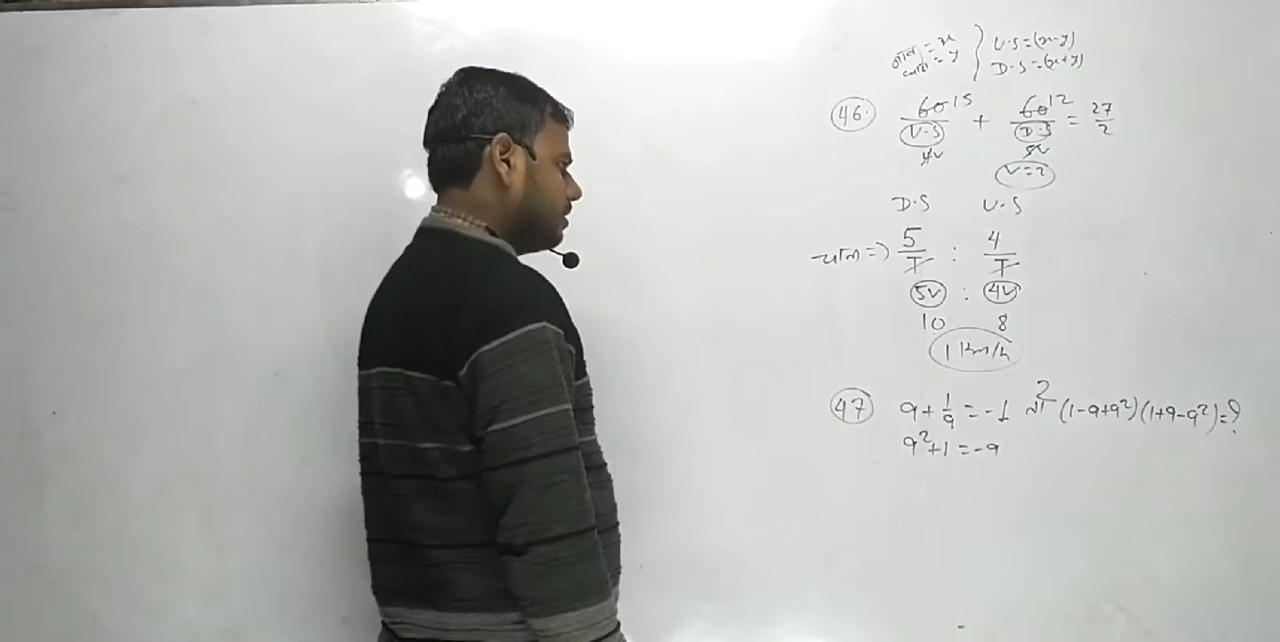 नाव = x } U.S = (x-y)
धारा = y } D.S = (x+y)
46. 60 15 / U.S + 60 12 / D.S = 27/2
4v 5v
v=2
D.S U.S
चाल => 5/T : 4/T
5v : 4v
10 8
1 km/h
47 a + 1/a = -1 तो (1-a+a²)(1+a-a²)=?
a²+1 = -a